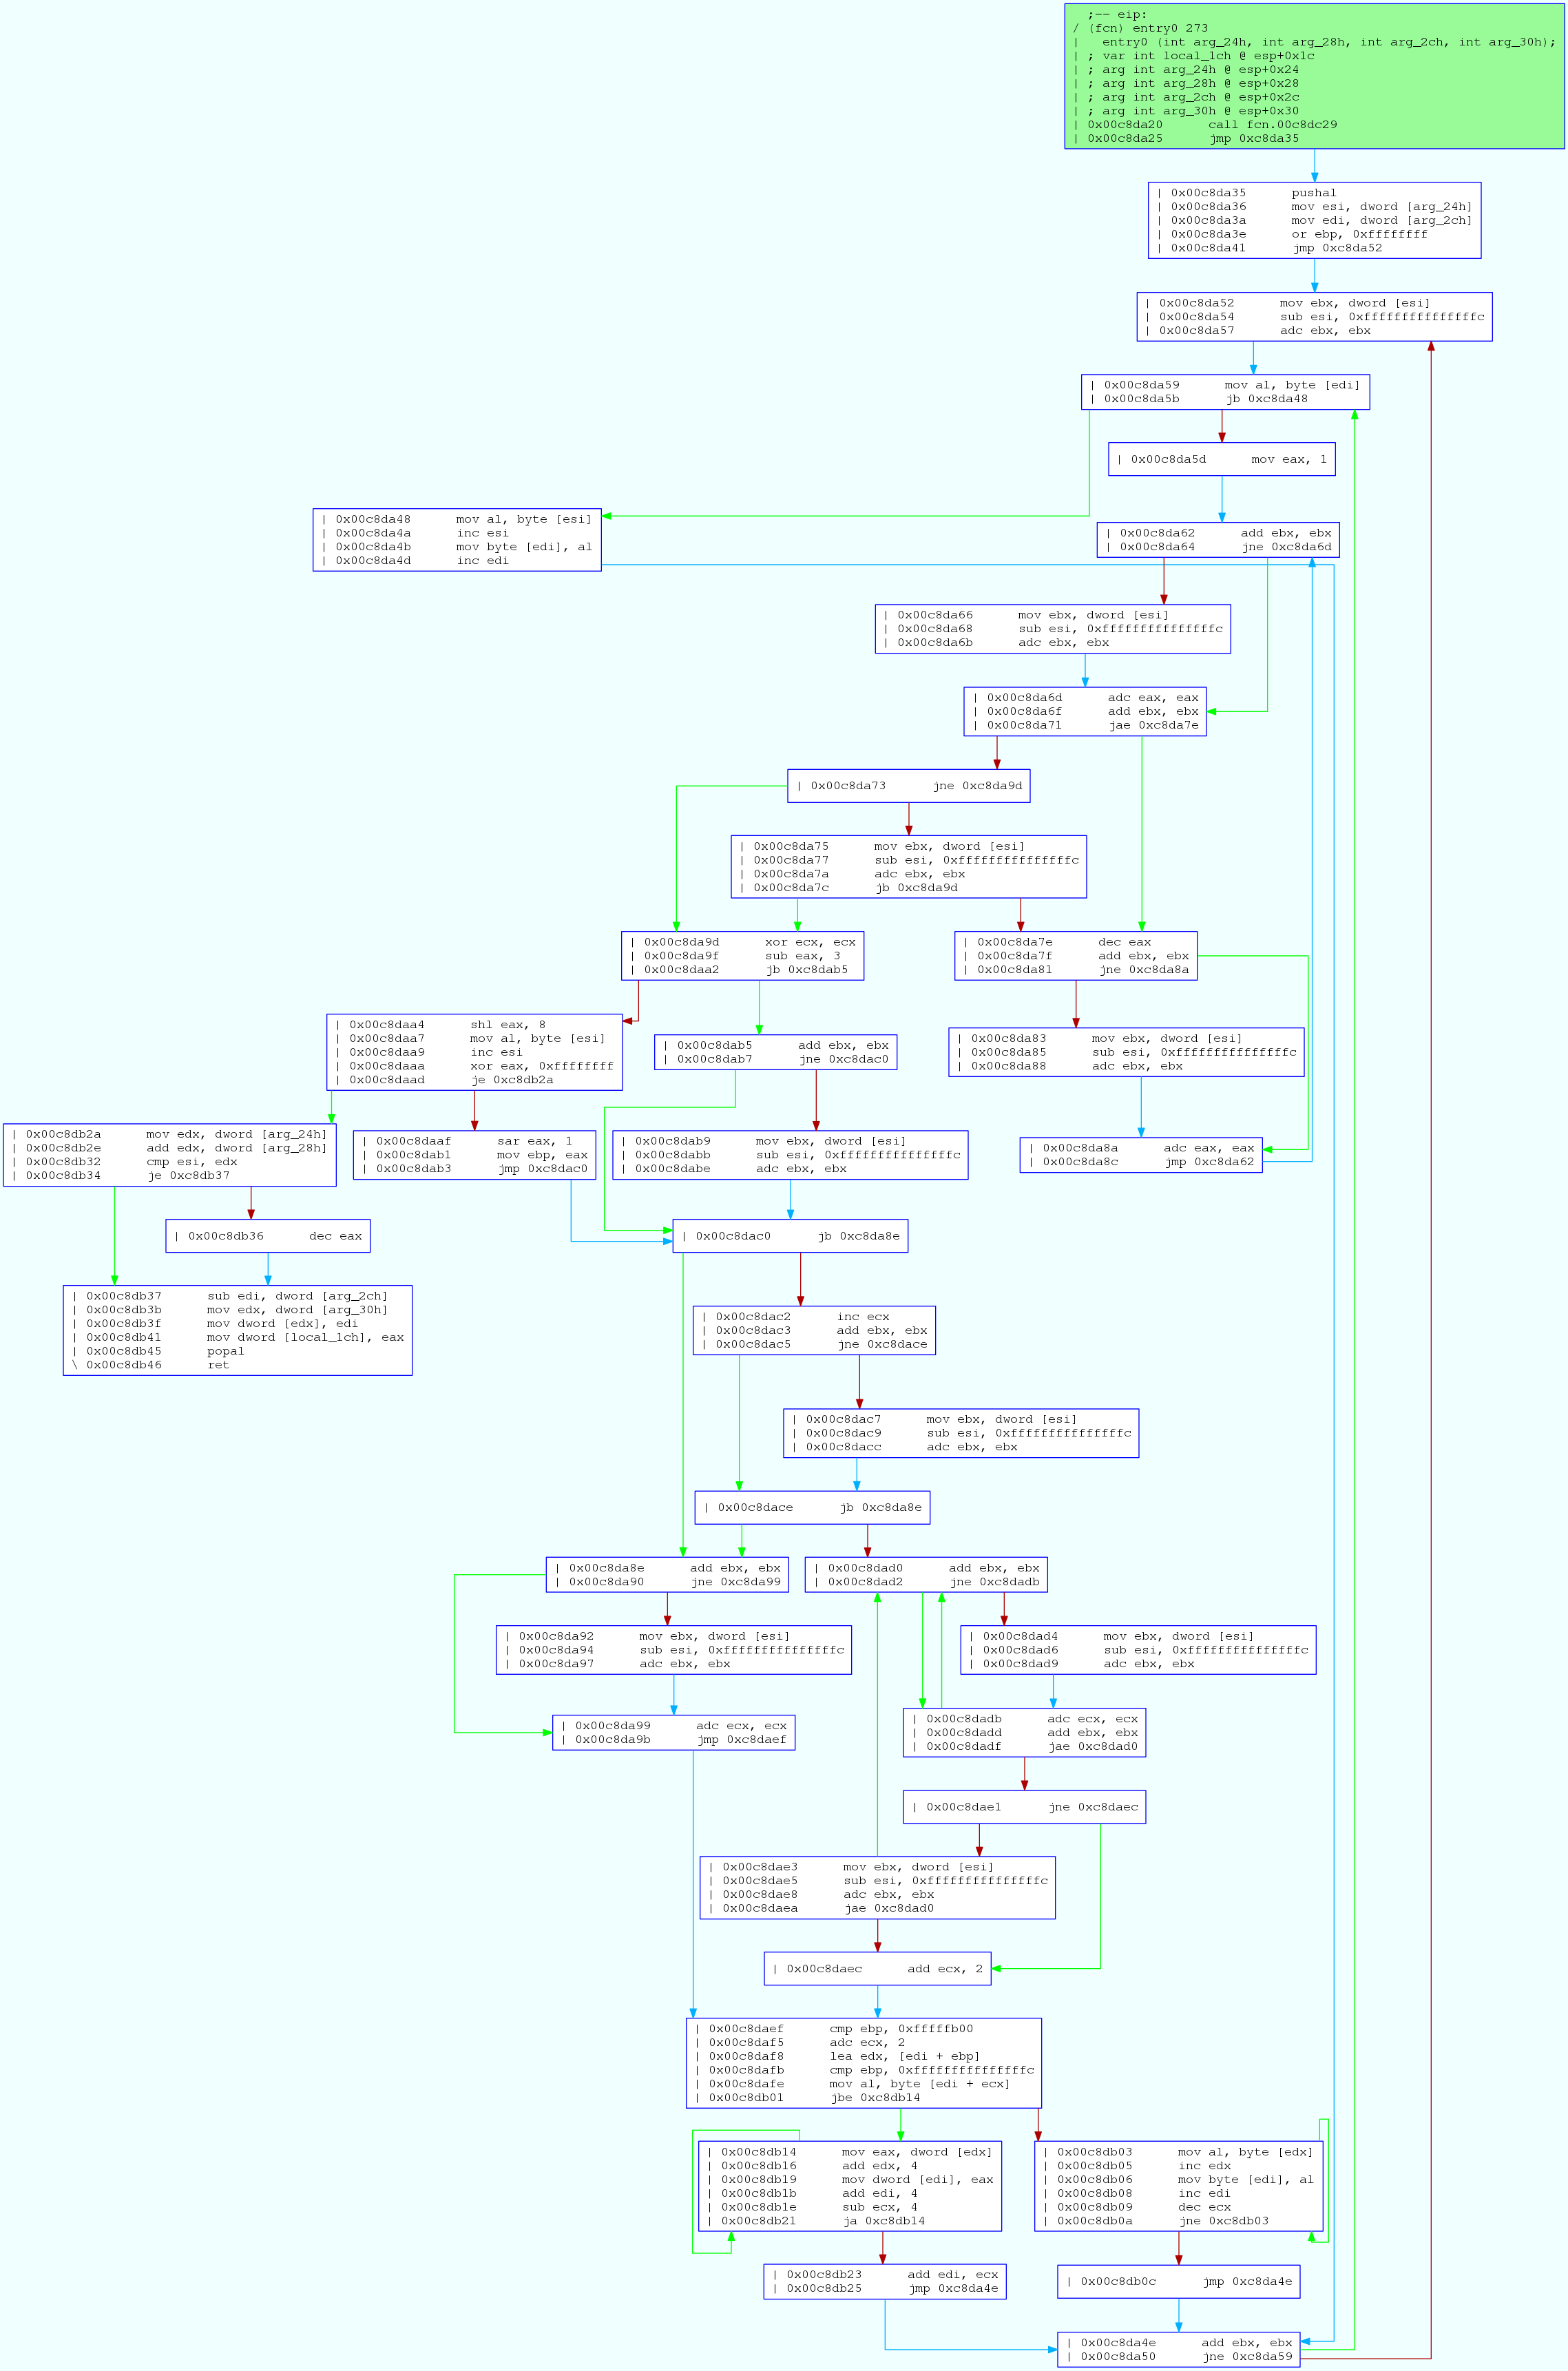 ;-- eip:
/ (fcn) entry0 273
|   entry0 (int arg_24h, int arg_28h, int arg_2ch, int arg_30h);
| ; var int local_1ch @ esp+0x1c
| ; arg int arg_24h @ esp+0x24
| ; arg int arg_28h @ esp+0x28
| ; arg int arg_2ch @ esp+0x2c
| ; arg int arg_30h @ esp+0x30
| 0x00c8da20      call fcn.00c8dc29
| 0x00c8da25      jmp 0xc8da35
| 0x00c8da35      pushal
| 0x00c8da36      mov esi, dword [arg_24h]
| 0x00c8da3a      mov edi, dword [arg_2ch]
| 0x00c8da3e      or ebp, 0xffffffff
| 0x00c8da41      jmp 0xc8da52
| 0x00c8da52      mov ebx, dword [esi]
| 0x00c8da54      sub esi, 0xfffffffffffffffc
| 0x00c8da57      adc ebx, ebx
| 0x00c8da59      mov al, byte [edi]
| 0x00c8da5b      jb 0xc8da48
| 0x00c8da5d      mov eax, 1
| 0x00c8da48      mov al, byte [esi]
| 0x00c8da4a      inc esi
| 0x00c8da4b      mov byte [edi], al
| 0x00c8da4d      inc edi
| 0x00c8da62      add ebx, ebx
| 0x00c8da64      jne 0xc8da6d
| 0x00c8da66      mov ebx, dword [esi]
| 0x00c8da68      sub esi, 0xfffffffffffffffc
| 0x00c8da6b      adc ebx, ebx
| 0x00c8da6d      adc eax, eax
| 0x00c8da6f      add ebx, ebx
| 0x00c8da71      jae 0xc8da7e
| 0x00c8da73      jne 0xc8da9d
| 0x00c8da75      mov ebx, dword [esi]
| 0x00c8da77      sub esi, 0xfffffffffffffffc
| 0x00c8da7a      adc ebx, ebx
| 0x00c8da7c      jb 0xc8da9d
| 0x00c8da9d      xor ecx, ecx
| 0x00c8da9f      sub eax, 3
| 0x00c8daa2      jb 0xc8dab5
| 0x00c8da7e      dec eax
| 0x00c8da7f      add ebx, ebx
| 0x00c8da81      jne 0xc8da8a
| 0x00c8daa4      shl eax, 8
| 0x00c8daa7      mov al, byte [esi]
| 0x00c8daa9      inc esi
| 0x00c8daaa      xor eax, 0xffffffff
| 0x00c8daad      je 0xc8db2a
| 0x00c8dab5      add ebx, ebx
| 0x00c8dab7      jne 0xc8dac0
| 0x00c8da83      mov ebx, dword [esi]
| 0x00c8da85      sub esi, 0xfffffffffffffffc
| 0x00c8da88      adc ebx, ebx
| 0x00c8db2a      mov edx, dword [arg_24h]
| 0x00c8db2e      add edx, dword [arg_28h]
| 0x00c8db32      cmp esi, edx
| 0x00c8db34      je 0xc8db37
| 0x00c8daaf      sar eax, 1
| 0x00c8dab1      mov ebp, eax
| 0x00c8dab3      jmp 0xc8dac0
| 0x00c8dab9      mov ebx, dword [esi]
| 0x00c8dabb      sub esi, 0xfffffffffffffffc
| 0x00c8dabe      adc ebx, ebx
| 0x00c8da8a      adc eax, eax
| 0x00c8da8c      jmp 0xc8da62
| 0x00c8db36      dec eax
| 0x00c8dac0      jb 0xc8da8e
| 0x00c8db37      sub edi, dword [arg_2ch]
| 0x00c8db3b      mov edx, dword [arg_30h]
| 0x00c8db3f      mov dword [edx], edi
| 0x00c8db41      mov dword [local_1ch], eax
| 0x00c8db45      popal
\ 0x00c8db46      ret
| 0x00c8dac2      inc ecx
| 0x00c8dac3      add ebx, ebx
| 0x00c8dac5      jne 0xc8dace
| 0x00c8dac7      mov ebx, dword [esi]
| 0x00c8dac9      sub esi, 0xfffffffffffffffc
| 0x00c8dacc      adc ebx, ebx
| 0x00c8dace      jb 0xc8da8e
| 0x00c8da8e      add ebx, ebx
| 0x00c8da90      jne 0xc8da99
| 0x00c8dad0      add ebx, ebx
| 0x00c8dad2      jne 0xc8dadb
| 0x00c8da92      mov ebx, dword [esi]
| 0x00c8da94      sub esi, 0xfffffffffffffffc
| 0x00c8da97      adc ebx, ebx
| 0x00c8dad4      mov ebx, dword [esi]
| 0x00c8dad6      sub esi, 0xfffffffffffffffc
| 0x00c8dad9      adc ebx, ebx
| 0x00c8da99      adc ecx, ecx
| 0x00c8da9b      jmp 0xc8daef
| 0x00c8dadb      adc ecx, ecx
| 0x00c8dadd      add ebx, ebx
| 0x00c8dadf      jae 0xc8dad0
| 0x00c8dae1      jne 0xc8daec
| 0x00c8dae3      mov ebx, dword [esi]
| 0x00c8dae5      sub esi, 0xfffffffffffffffc
| 0x00c8dae8      adc ebx, ebx
| 0x00c8daea      jae 0xc8dad0
| 0x00c8daec      add ecx, 2
| 0x00c8daef      cmp ebp, 0xfffffb00
| 0x00c8daf5      adc ecx, 2
| 0x00c8daf8      lea edx, [edi + ebp]
| 0x00c8dafb      cmp ebp, 0xfffffffffffffffc
| 0x00c8dafe      mov al, byte [edi + ecx]
| 0x00c8db01      jbe 0xc8db14
| 0x00c8db14      mov eax, dword [edx]
| 0x00c8db16      add edx, 4
| 0x00c8db19      mov dword [edi], eax
| 0x00c8db1b      add edi, 4
| 0x00c8db1e      sub ecx, 4
| 0x00c8db21      ja 0xc8db14
| 0x00c8db03      mov al, byte [edx]
| 0x00c8db05      inc edx
| 0x00c8db06      mov byte [edi], al
| 0x00c8db08      inc edi
| 0x00c8db09      dec ecx
| 0x00c8db0a      jne 0xc8db03
| 0x00c8db23      add edi, ecx
| 0x00c8db25      jmp 0xc8da4e
| 0x00c8db0c      jmp 0xc8da4e
| 0x00c8da4e      add ebx, ebx
| 0x00c8da50      jne 0xc8da59